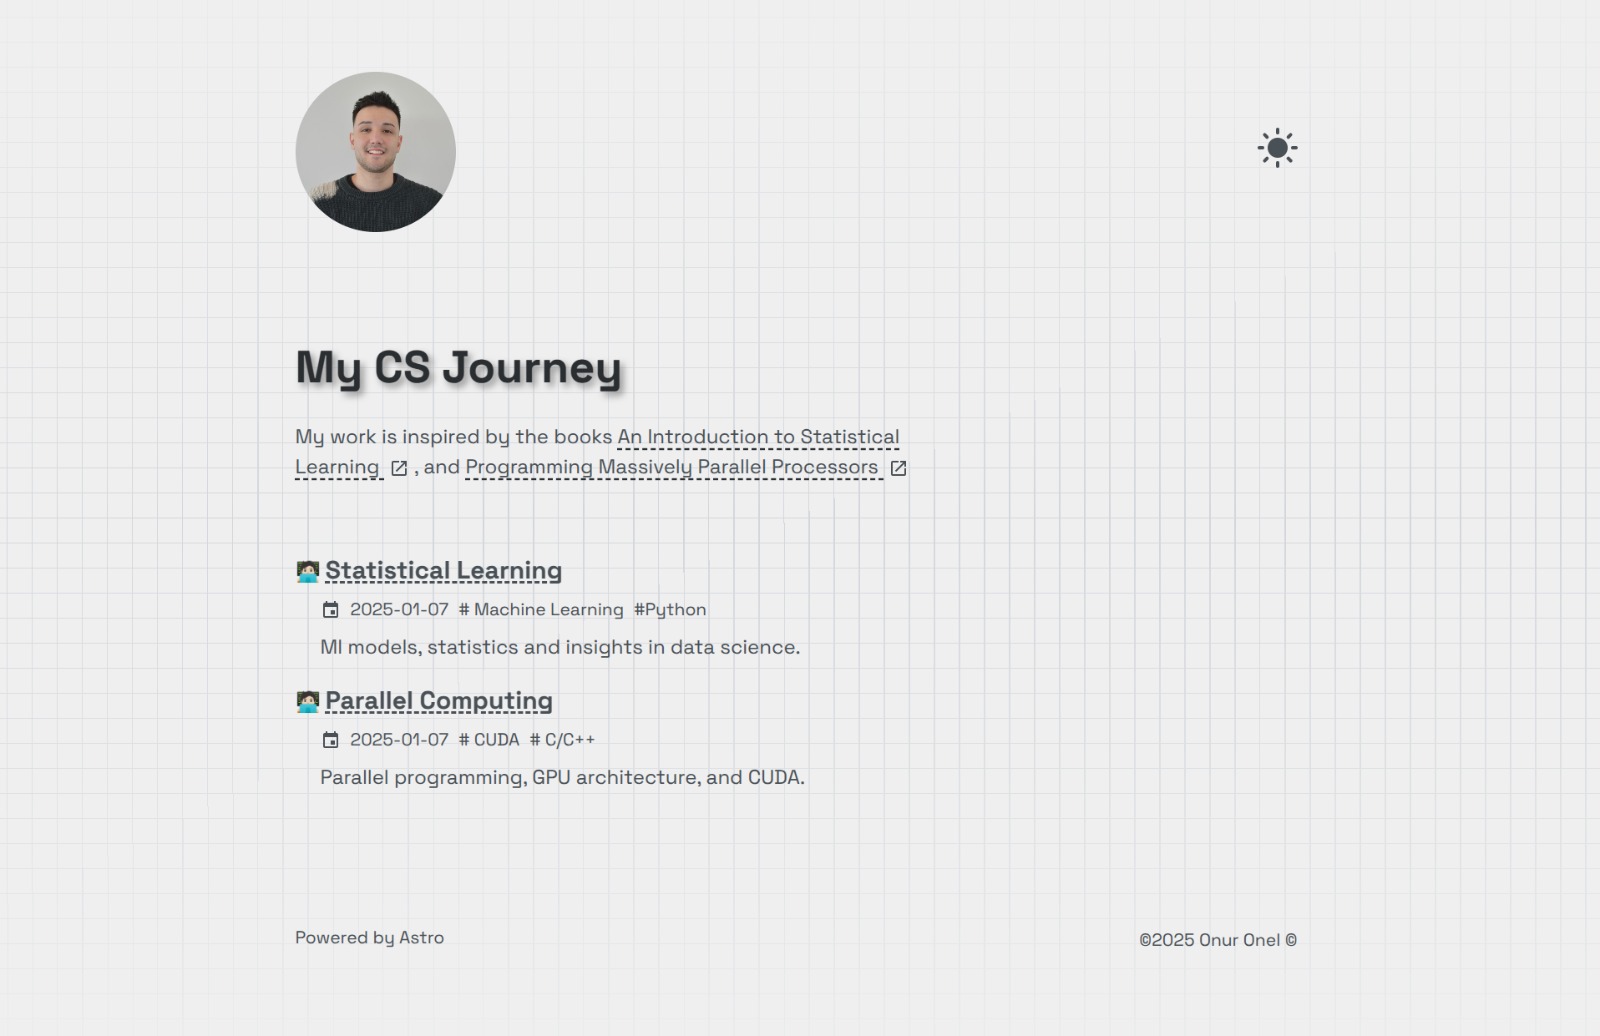 My CS Journey
My work is inspired by the books An Introduction to Statistical
Learning , and Programming Massively Parallel Processors
Statistical Learning
2025-01-07 # Machine Learning #Python
Ml models, statistics and insights in data science.
Parallel Computing
2025-01-07 # CUDA # C/C++
Parallel programming, GPU architecture, and CUDA.
Powered by Astro
©2025 Onur Onel ©